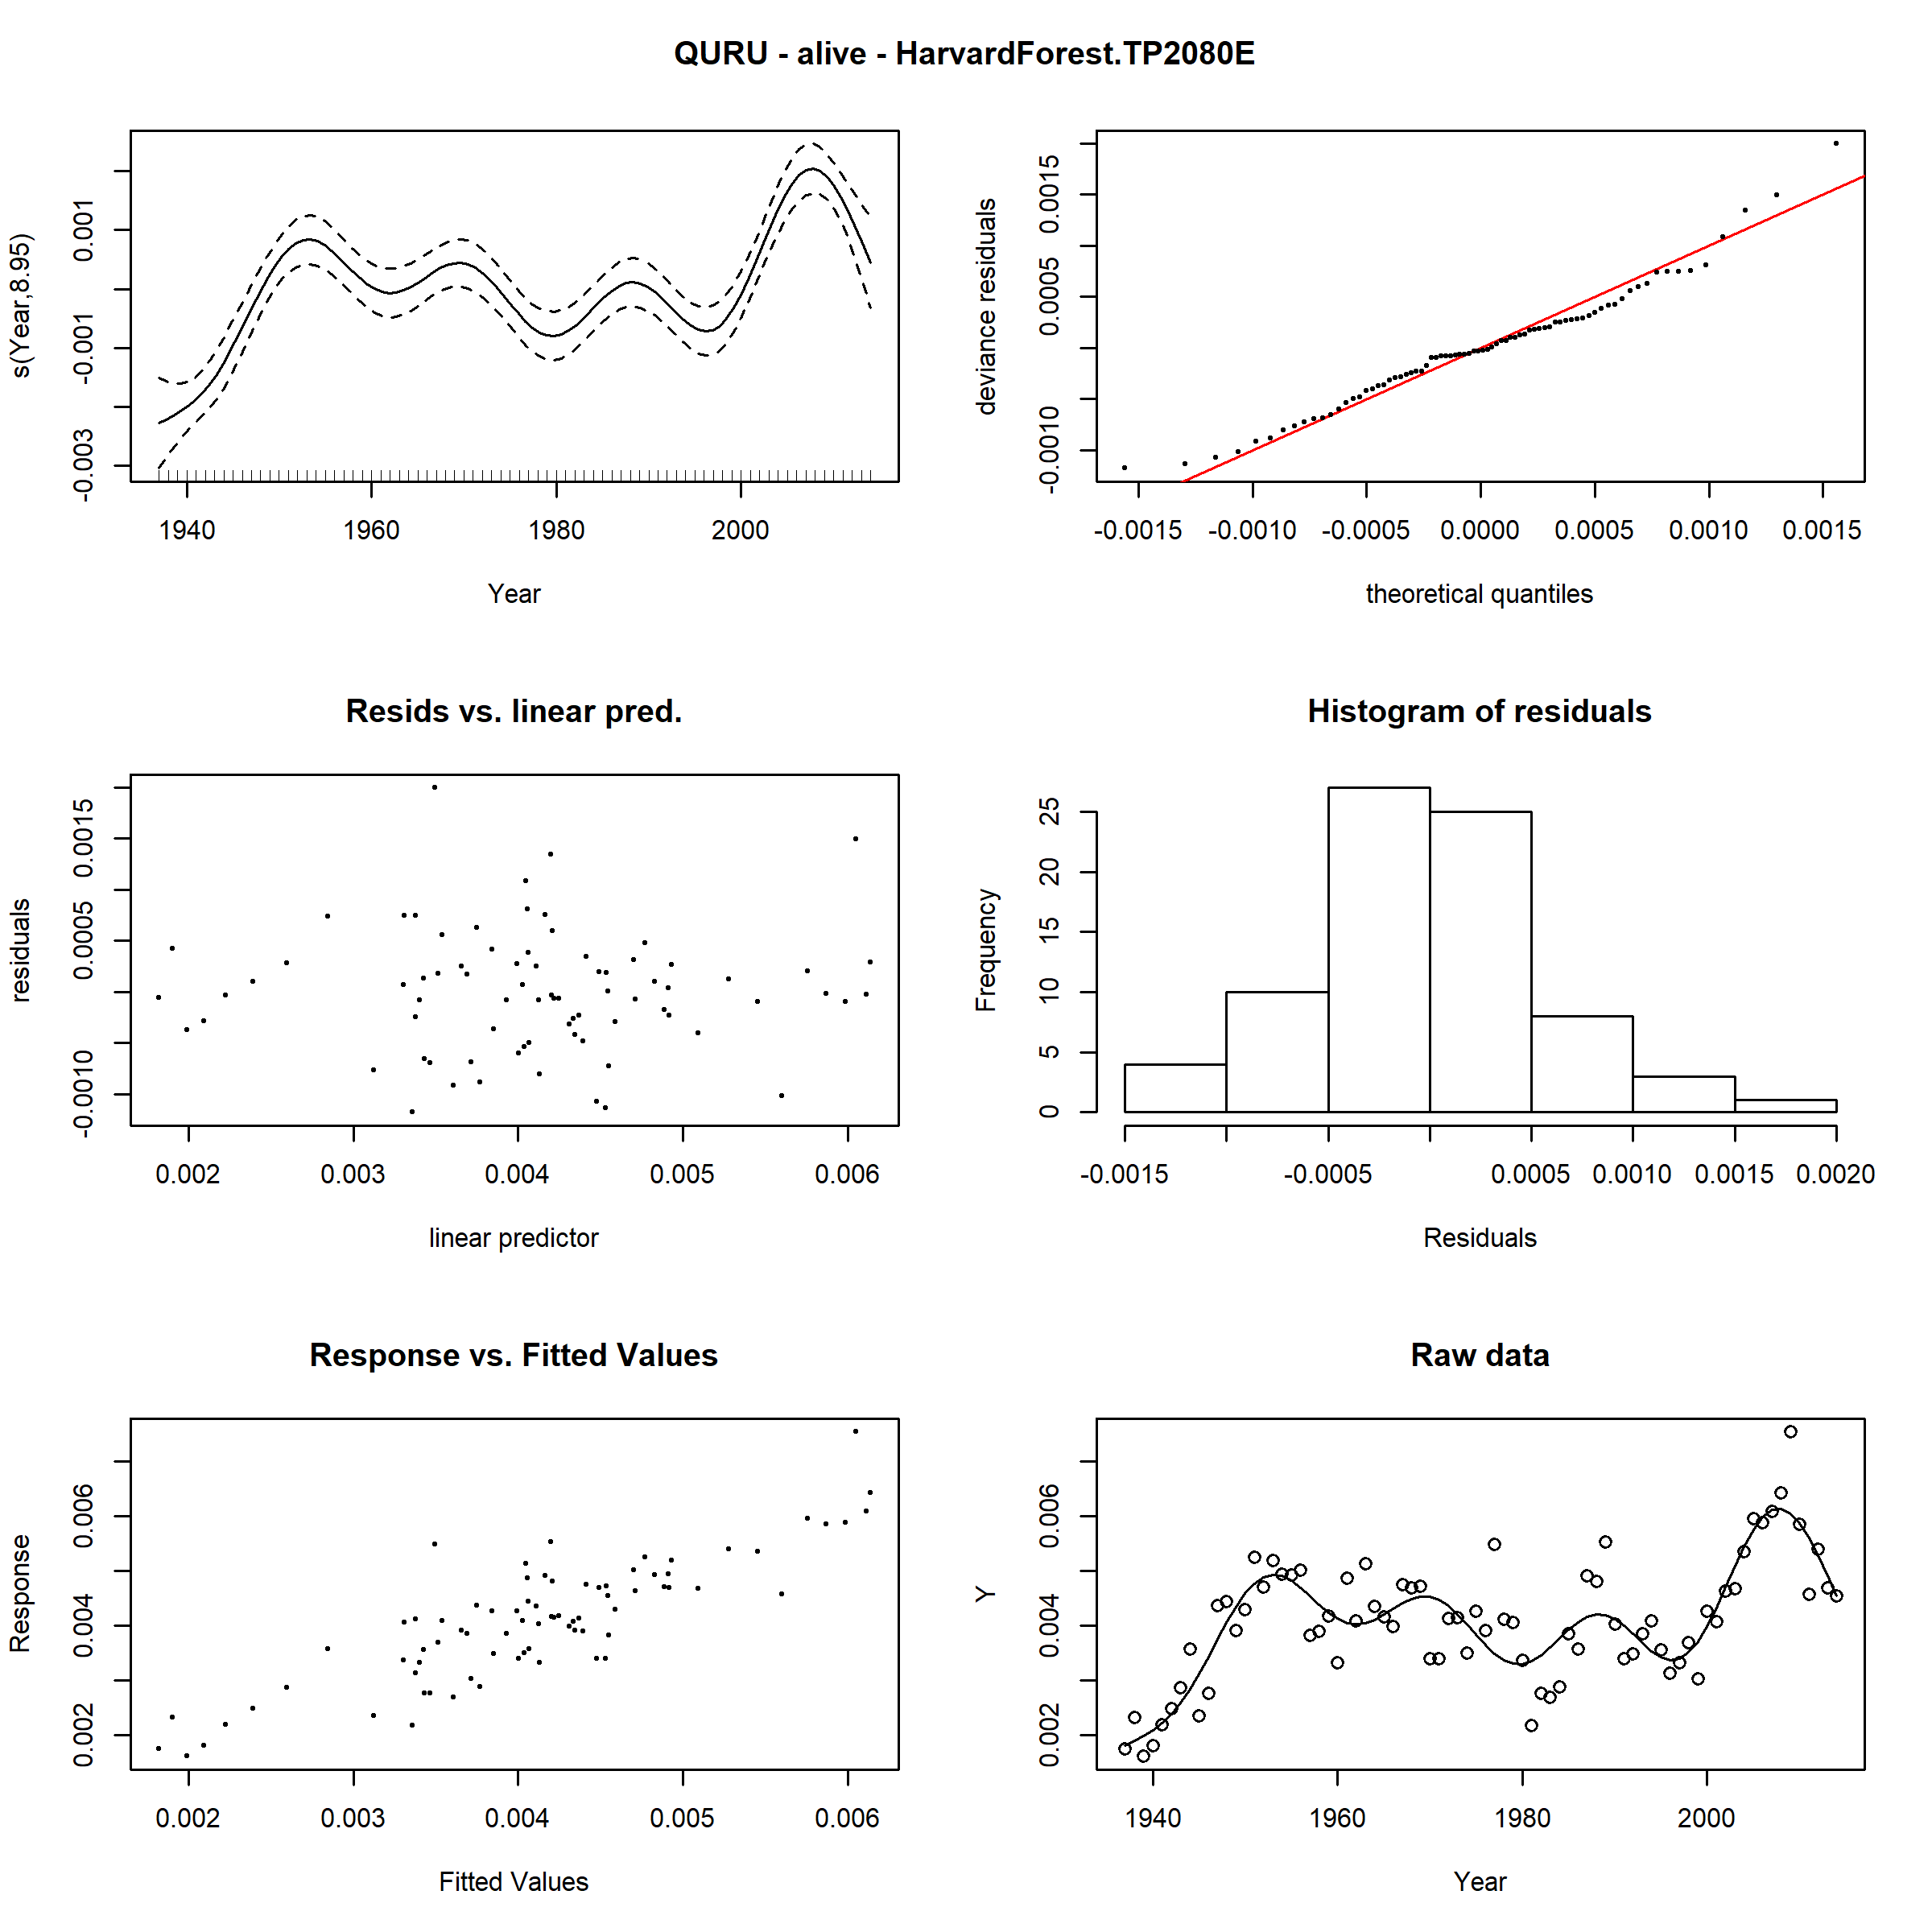 QURU - alive - HarvardForest.TP2080E
s(Year,8.95)
-0.003 -0.001 0.001
1940 1960 1980 2000
Year
deviance residuals
-0.0010 0.0005 0.0015
-0.0015 -0.0010 -0.0005 0.0000 0.0005 0.0010 0.0015
theoretical quantiles
Resids vs. linear pred.
residuals
-0.0010 0.0005 0.0015
0.002 0.003 0.004 0.005 0.006
linear predictor
Histogram of residuals
Frequency
0 5 10 15 20 25
-0.0015 -0.0005 0.0005 0.0010 0.0015 0.0020
Residuals
Response vs. Fitted Values
Response
0.002 0.004 0.006
0.002 0.003 0.004 0.005 0.006
Fitted Values
Raw data
Y
0.002 0.004 0.006
1940 1960 1980 2000
Year